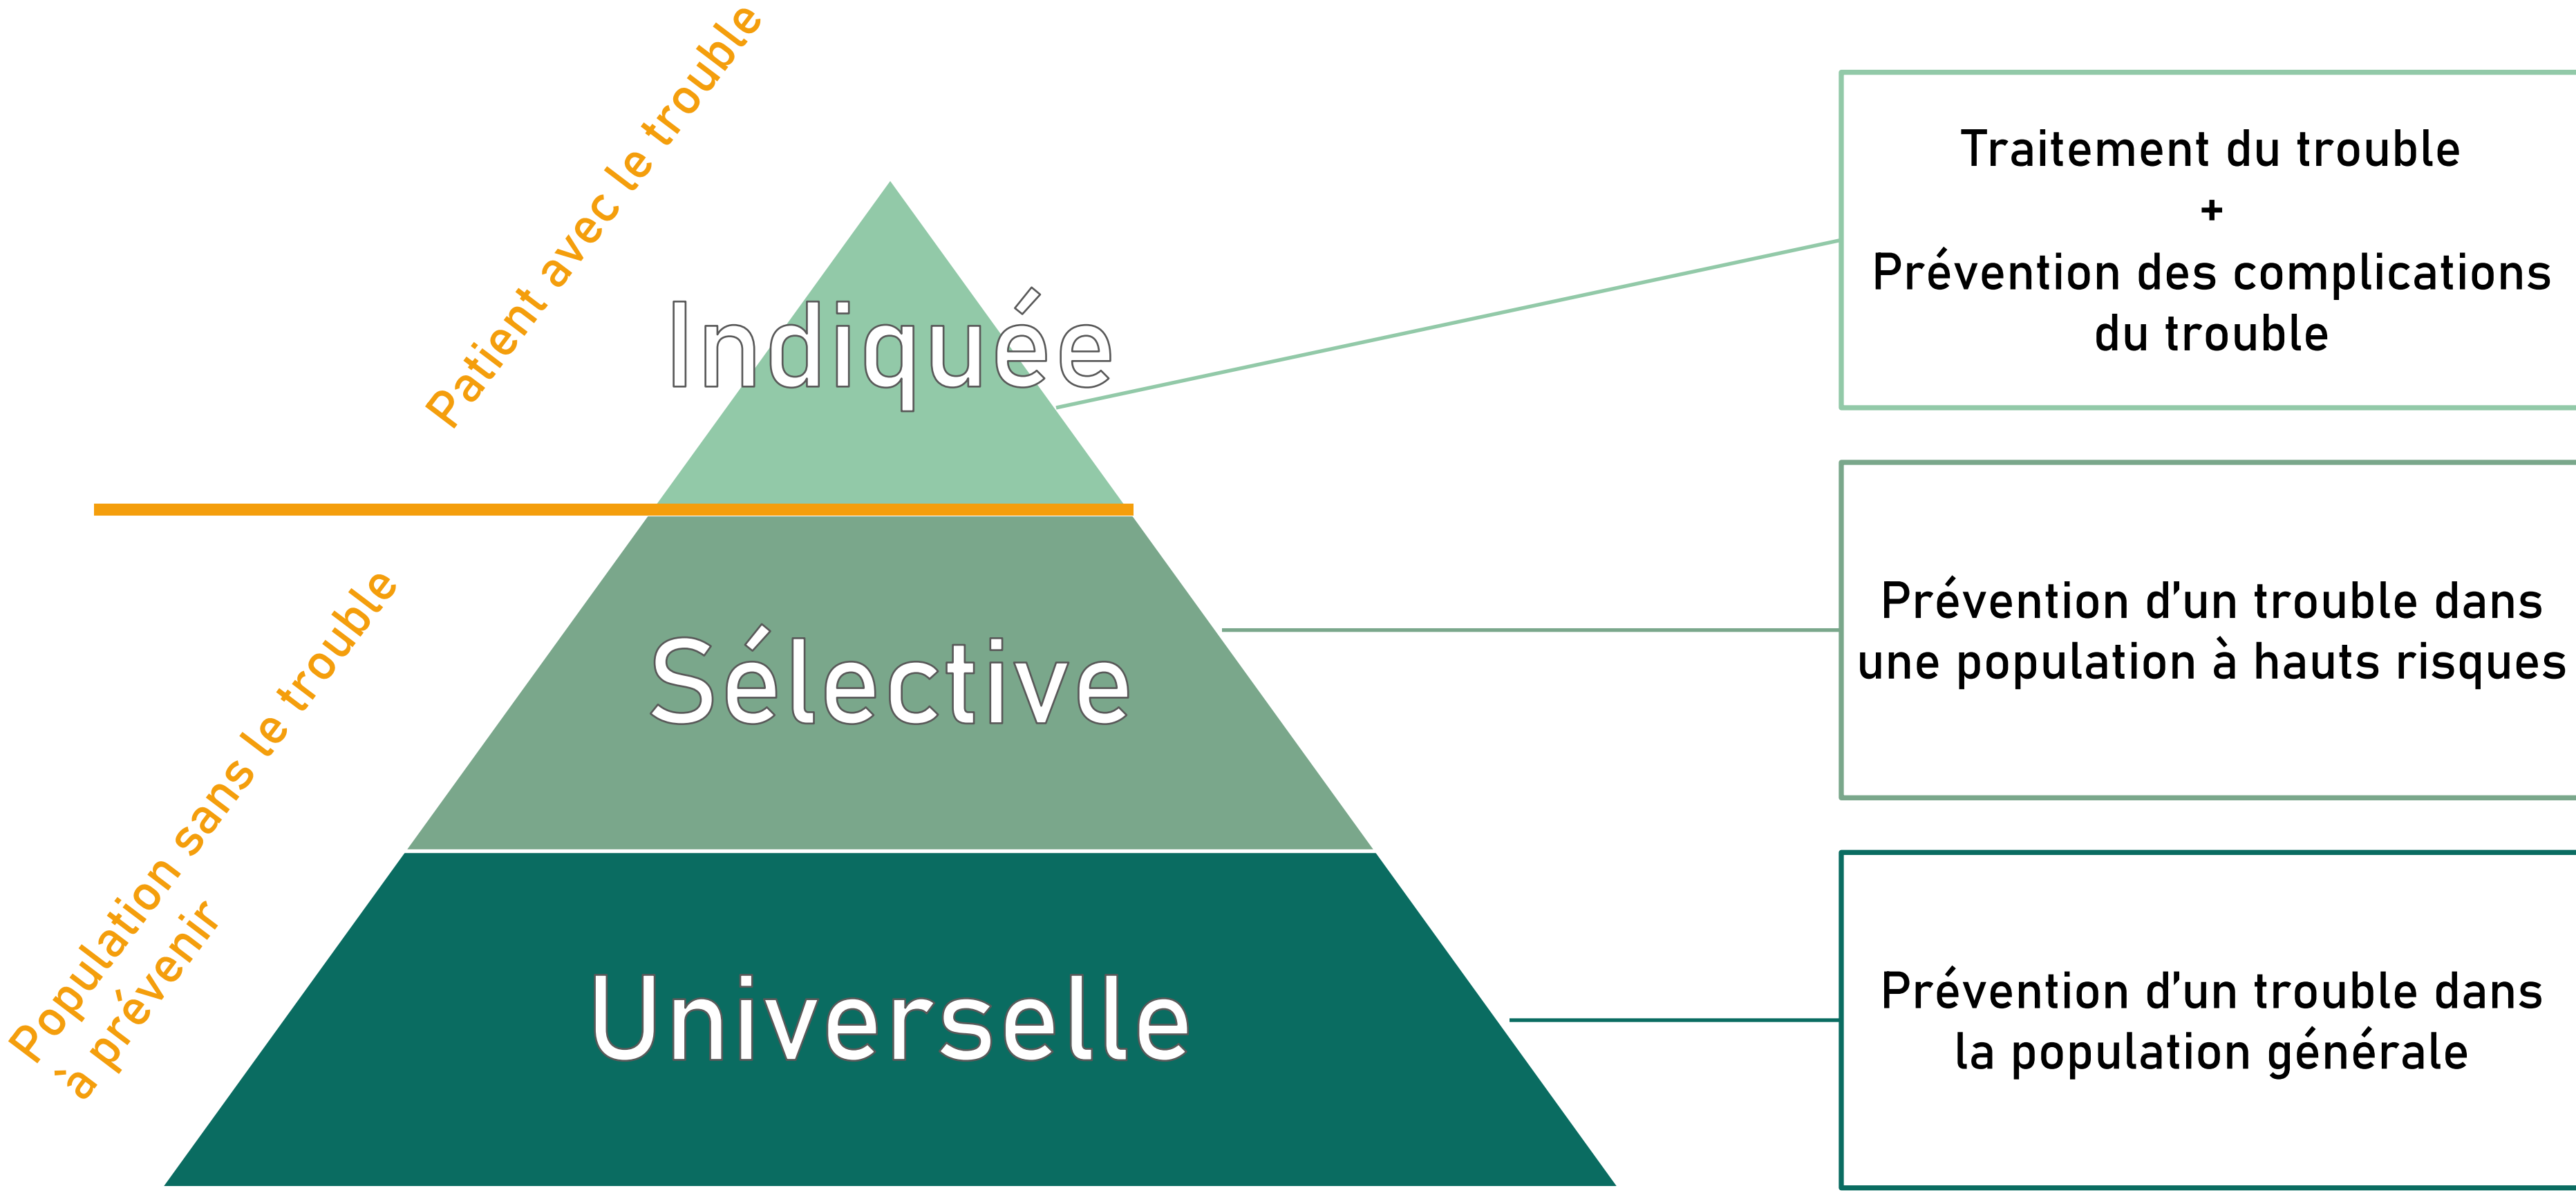 Patient avec le trouble
Indiquée
Traitement du trouble
+
Prévention des complications
du trouble
Population sans le trouble
à prévenir
Sélective
Prévention d’un trouble dans
une population à hauts risques
Universelle
Prévention d’un trouble dans
la population générale